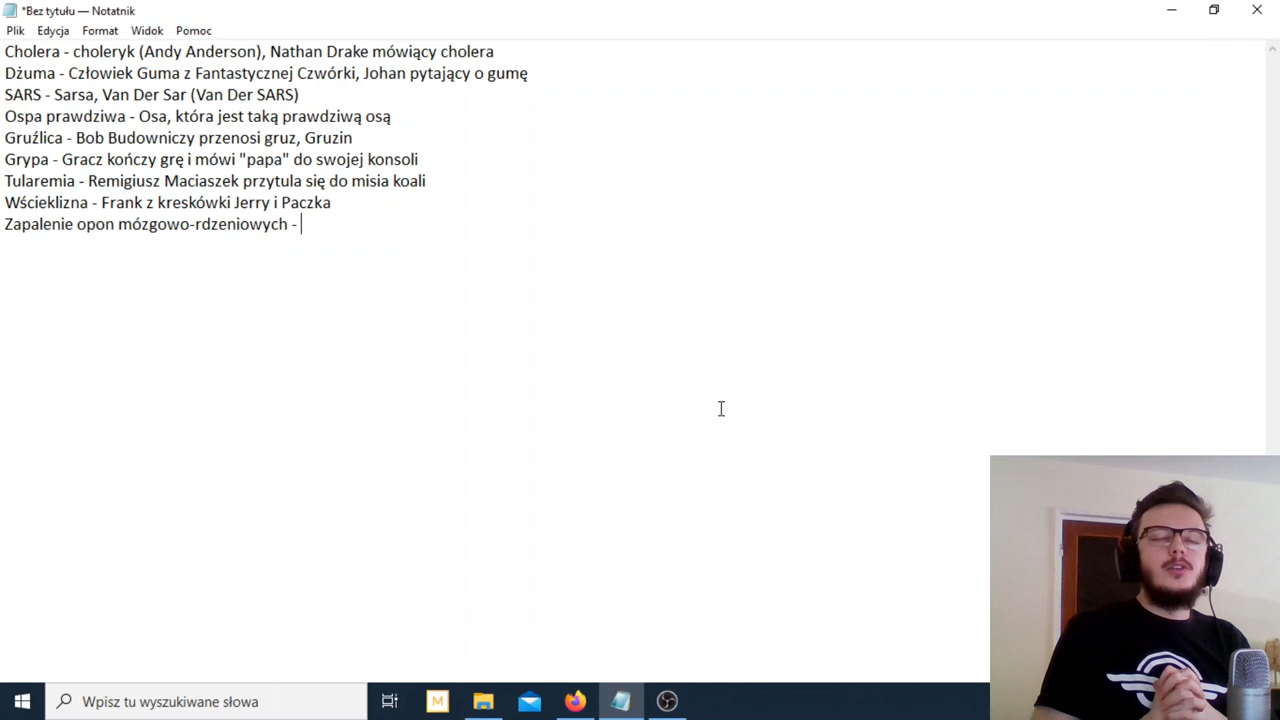 *Bez tytułu — Notatnik
Plik Edycja Format Widok Pomoc
Cholera - choleryk (Andy Anderson), Nathan Drake mówiący cholera
Dżuma - Człowiek Guma z Fantastycznej Czwórki, Johan pytający o gumę
SARS - Sarsa, Van Der Sar (Van Der SARS)
Ospa prawdziwa - Osa, która jest taką prawdziwą osą
Gruźlica - Bob Budowniczy przenosi gruz, Gruzin
Grypa - Gracz kończy grę i mówi "papa" do swojej konsoli
Tularemia - Remigiusz Maciaszek przytula się do misia koali
Wścieklizna - Frank z kreskówki Jerry i Paczka
Zapalenie opon mózgowo-rdzeniowych -
M
Wpisz tu wyszukiwane słowa